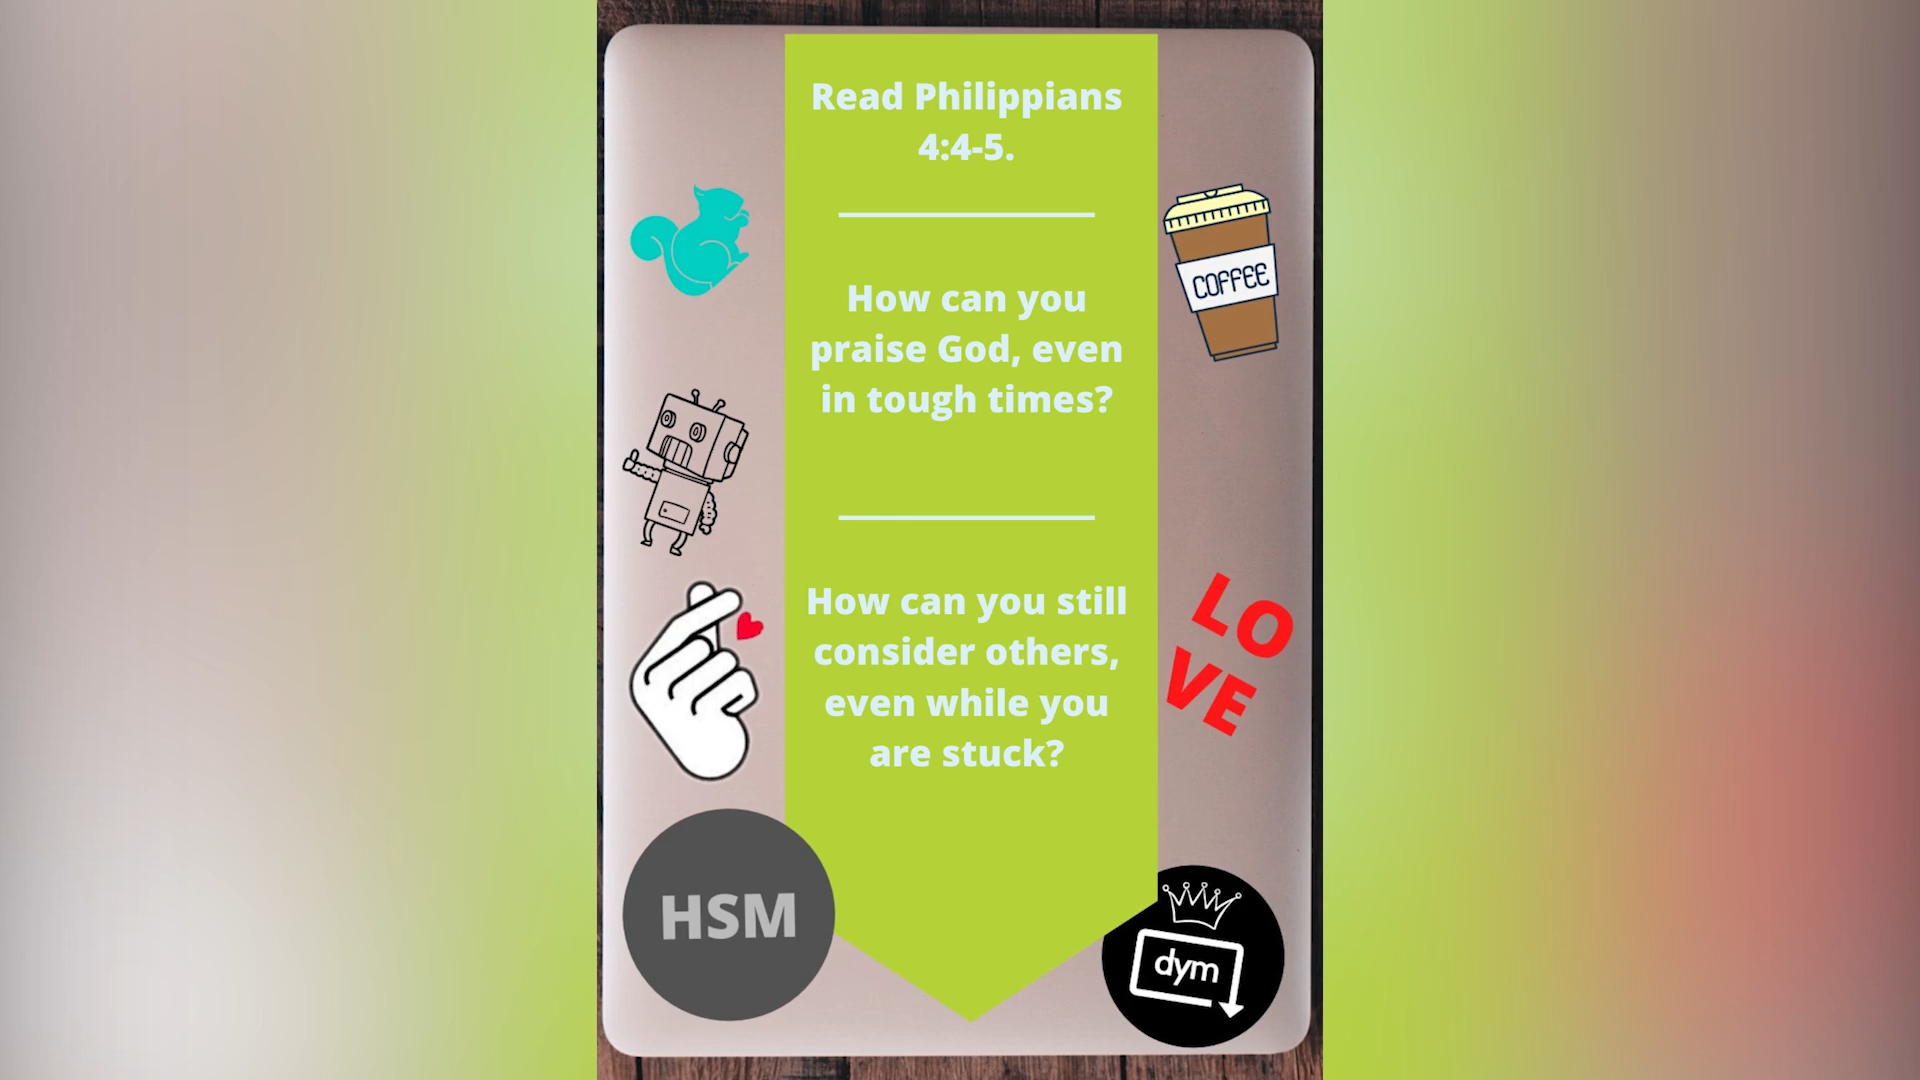 Read Philippians
4:4-5.
How can you
praise God, even
in tough times?
How can you still
consider others,
even while you
are stuck?
COFFEE
LO
VE
HSM
dym